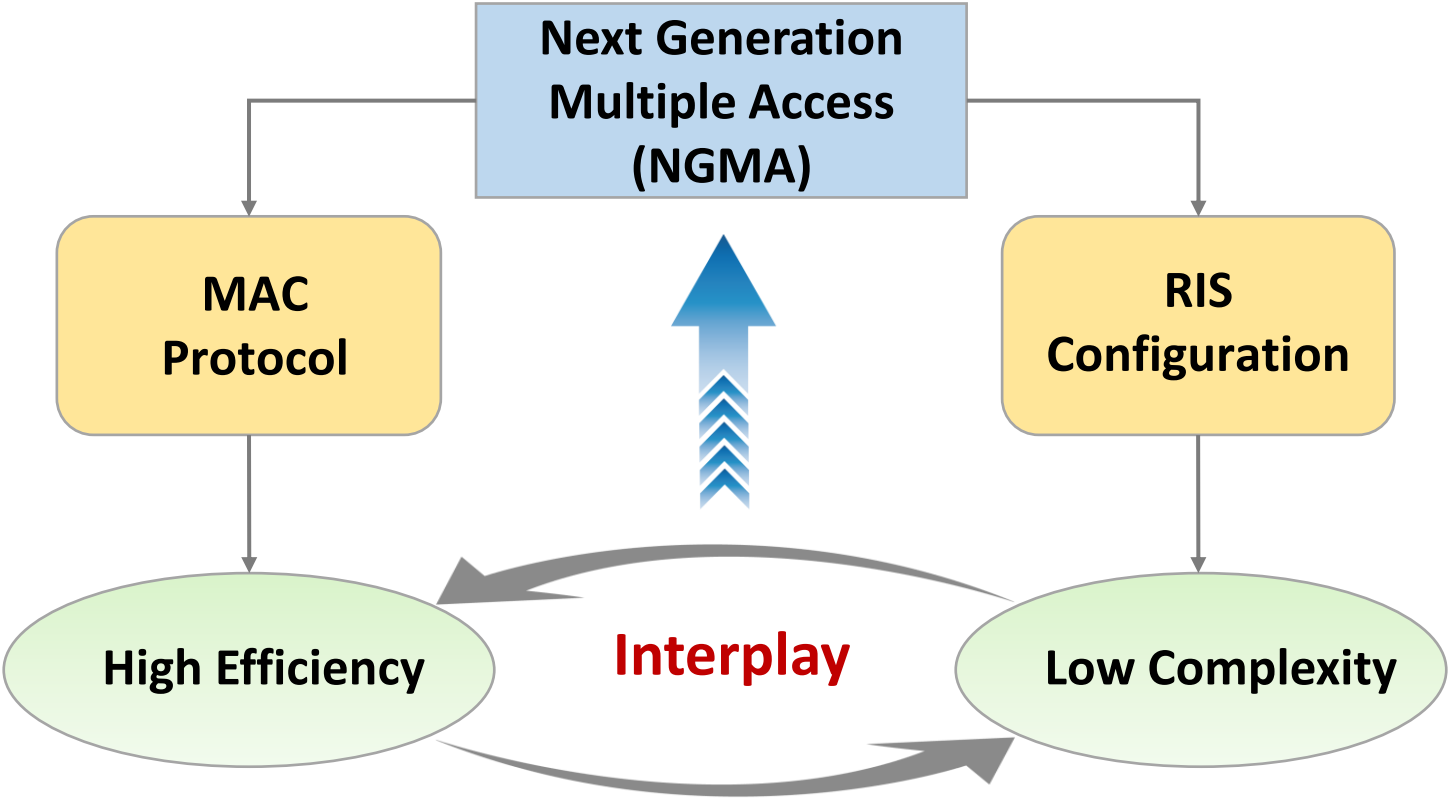 Next Generation
Multiple Access
(NGMA)
MAC
Protocol
RIS
Configuration
Interplay
High Efficiency
Low Complexity